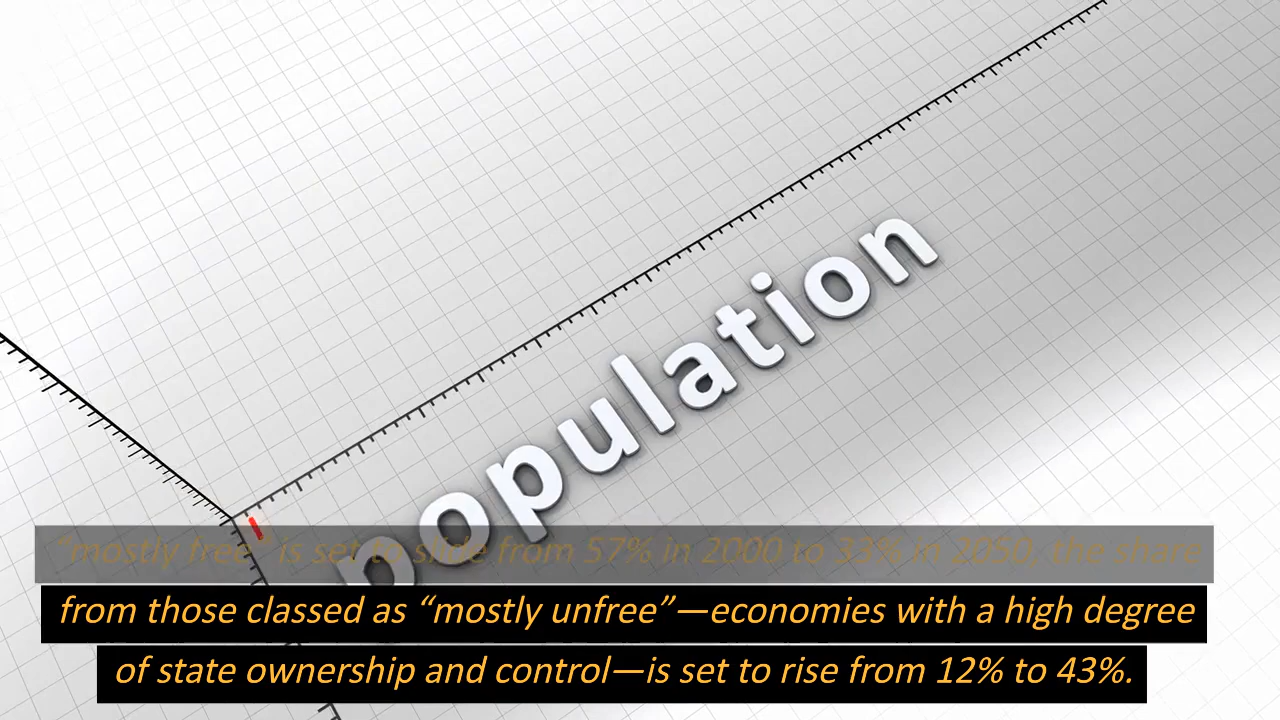 population
“mostly free” is set to slide from 57% in 2000 to 33% in 2050, the share
from those classed as “mostly unfree”—economies with a high degree
of state ownership and control—is set to rise from 12% to 43%.